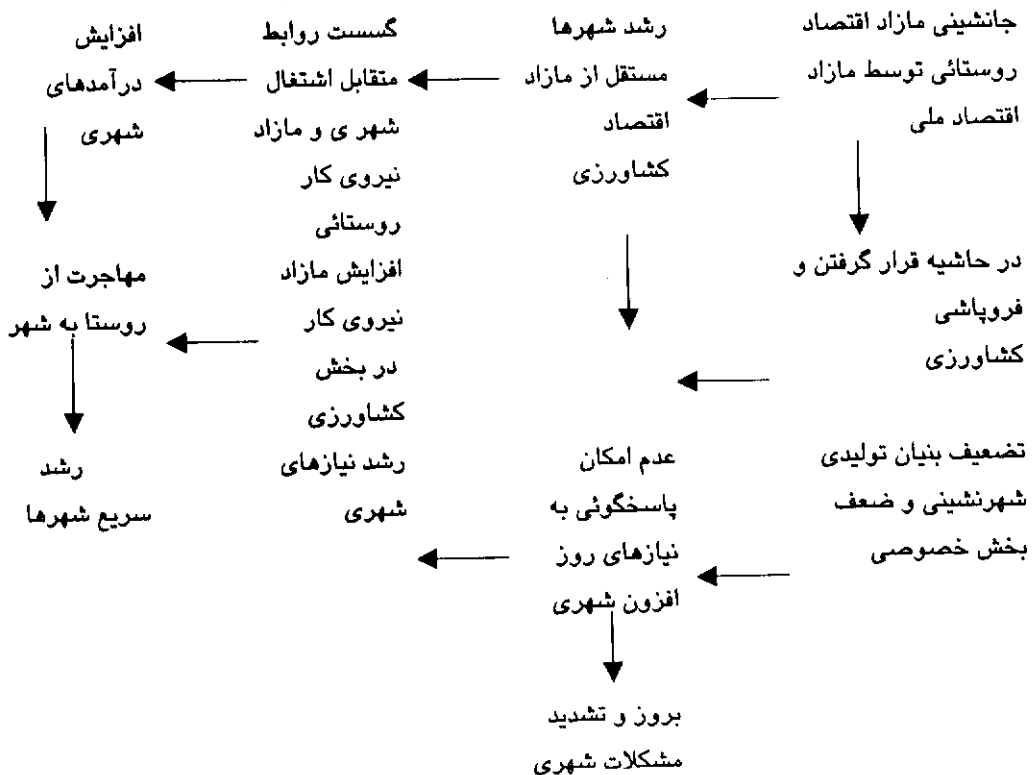 جانشینی مازاد اقتصاد
روستائی توسط مازاد
اقتصاد ملی
رشد شهرها
مستقل از مازاد
اقتصاد
کشاورزی
گسست روابط
متقابل اشتغال
شهر ی و مازاد
نیروی کار
روستائی
افزایش
درآمدهای
شهری
در حاشیه قرار گرفتن و
فروپاشی
کشاورزی
افزایش مازاد
نیروی کار
در بخش
کشاورزی
مهاجرت از
روستا به شهر
تضعیف بنیان تولیدی
شهرنشینی و ضعف
بخش خصوصی
عدم امکان
پاسخگوئی به
نیازهای روز
افزون شهری
رشد نیازهای
شهری
رشد
سریع شهرها
بروز و تشدید
مشکلات شهری